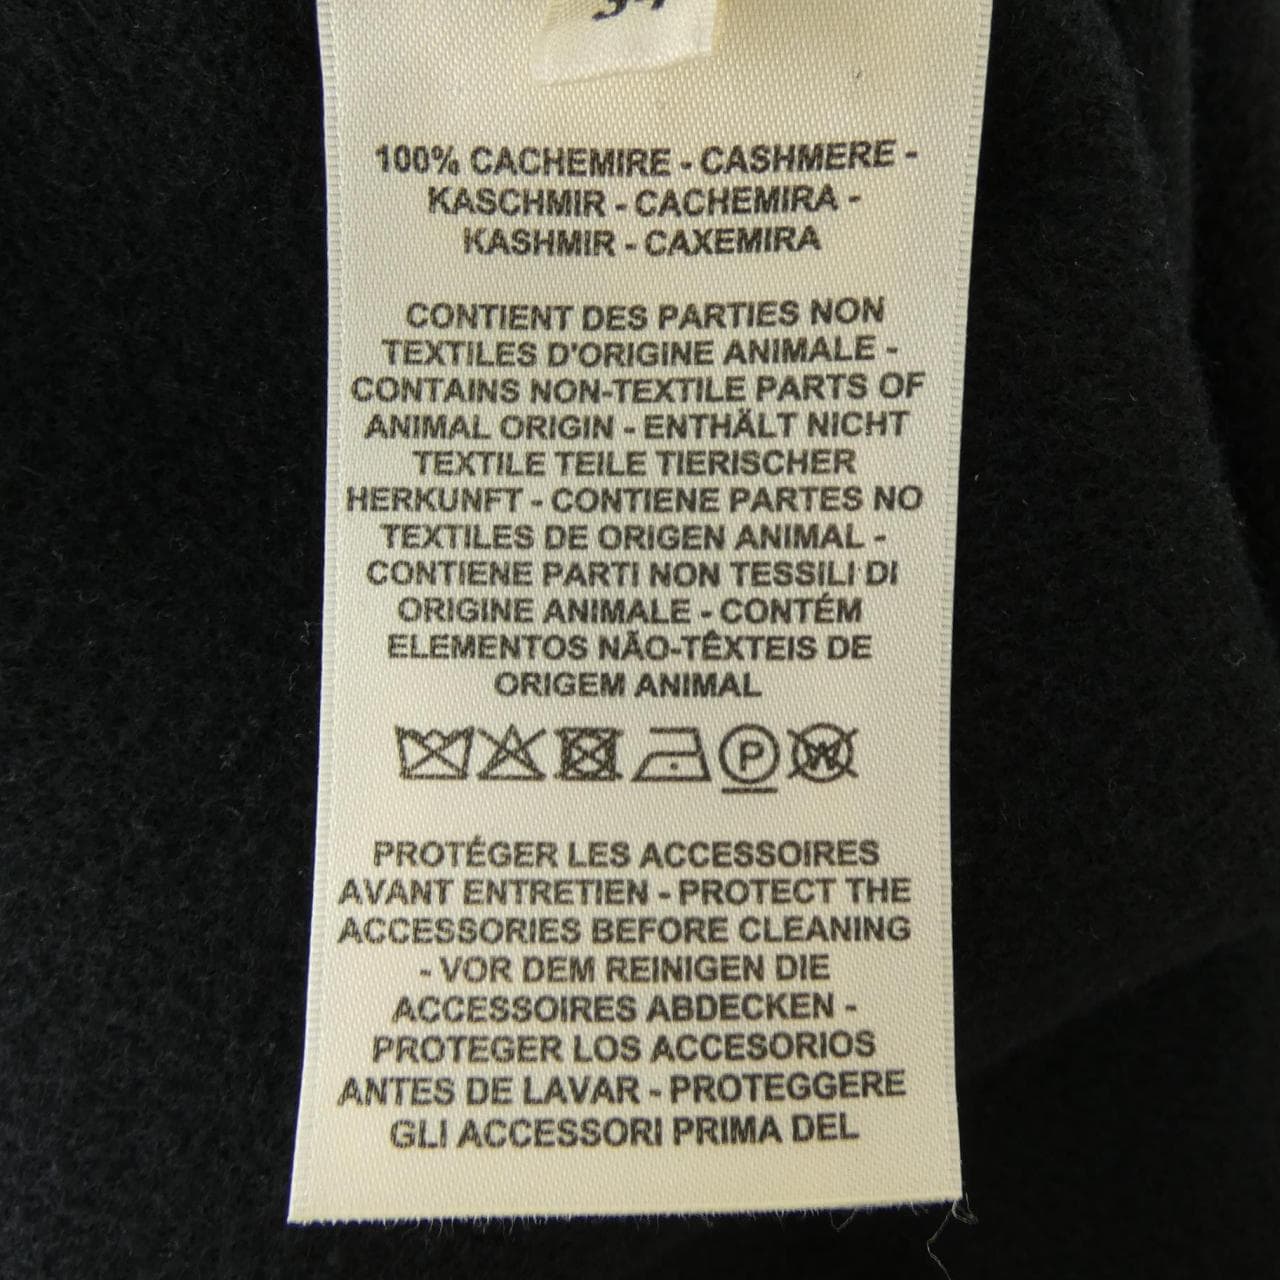 34
100% CACHEMIRE - CASHMERE -
KASCHMIR - CACHEMIRA -
KASHMIR - CAXEMIRA
CONTIENT DES PARTIES NON
TEXTILES D'ORIGINE ANIMALE -
CONTAINS NON-TEXTILE PARTS OF
ANIMAL ORIGIN - ENTHÄLT NICHT
TEXTILE TEILE TIERISCHER
HERKUNFT - CONTIENE PARTES NO
TEXTILES DE ORIGEN ANIMAL -
CONTIENE PARTI NON TESSILI DI
ORIGINE ANIMALE - CONTÉM
ELEMENTOS NÃO-TÊXTEIS DE
ORIGEM ANIMAL
P W
PROTÉGER LES ACCESSOIRES
AVANT ENTRETIEN - PROTECT THE
ACCESSORIES BEFORE CLEANING
- VOR DEM REINIGEN DIE
ACCESSOIRES ABDECKEN -
PROTEGER LOS ACCESORIOS
ANTES DE LAVAR - PROTEGGERE
GLI ACCESSORI PRIMA DEL